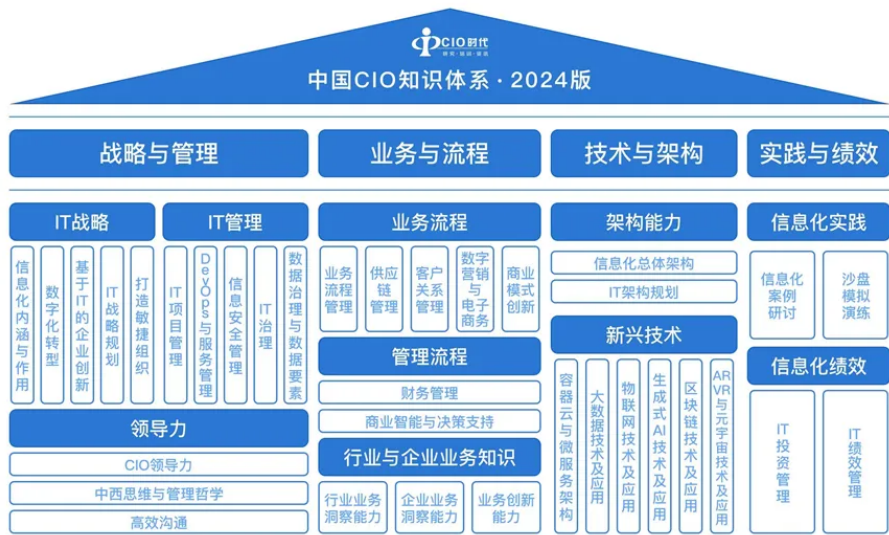 CIO时代
中国CIO知识体系·2024版
战略与管理
业务与流程
技术与架构
实践与绩效
IT战略
IT管理
信息化内涵与作用
数字化转型
基于IT的企业创新
IT战略规划
打造敏捷组织
IT项目管理
DevOps与服务管理
信息安全管理
IT治理
数据治理与数据要素
领导力
CIO领导力
中西思维与管理哲学
高效沟通
业务流程
业务
流程
管理
供应
链
管理
客户
关系
管理
数字
营销
与
电子
商务
商业
模式
创新
管理流程
财务管理
商业智能与决策支持
行业与企业业务知识
行业业务
洞察能力
企业业务
洞察能力
业务创新
能力
架构能力
信息化总体架构
IT架构规划
新兴技术
容器云与微服务架构
大数据技术及应用
物联网技术及应用
生成式AI技术及应用
区块链技术及应用
ARVR与元宇宙技术及应用
信息化实践
信息化
案例
研讨
沙盘
模拟
演练
信息化绩效
IT投资管理
IT绩效管理